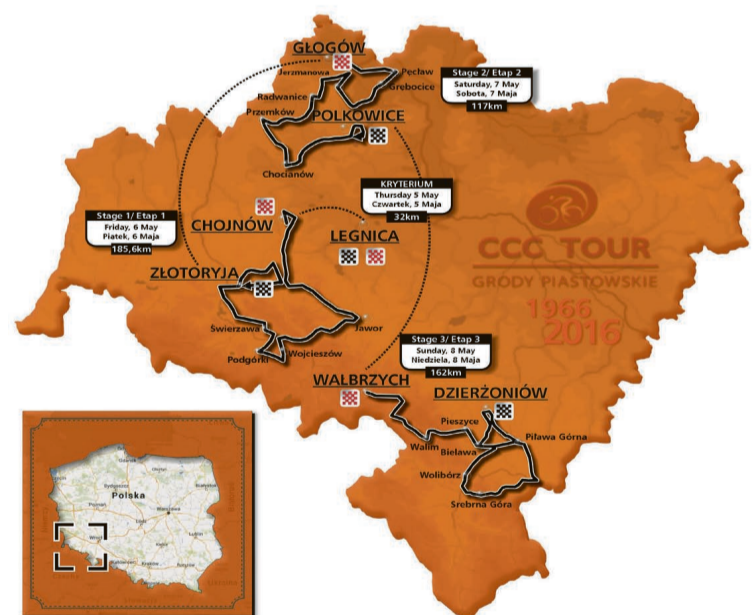 GŁOGÓW
Jerzmanowa
Pęcław
Grębocice
Radwanice
Przemków
POLKOWICE
Chocianów
Stage 2/ Etap 2
Saturday, 7 May
Sobota, 7 Maja
117km
KRYTERIUM
Thursday 5 May
Czwartek, 5 Maja
32km
Stage 1/ Etap 1
Friday, 6 May
Piatek, 6 Maja
185,6km
CHOJNÓW
LEGNICA
ZŁOTORYJA
Świerzawa
Jawor
Podgórki
Wojcieszów
CCC TOUR
GRODY PIASTOWSKIE
1966
2016
Stage 3/ Etap 3
Sunday, 8 May
Niedziela, 8 Maja
162km
WAŁBRZYCH
DZIERŻONIÓW
Pieszyce
Piława Górna
Walim
Bielawa
Wolibórz
Srebrna Góra
Polska